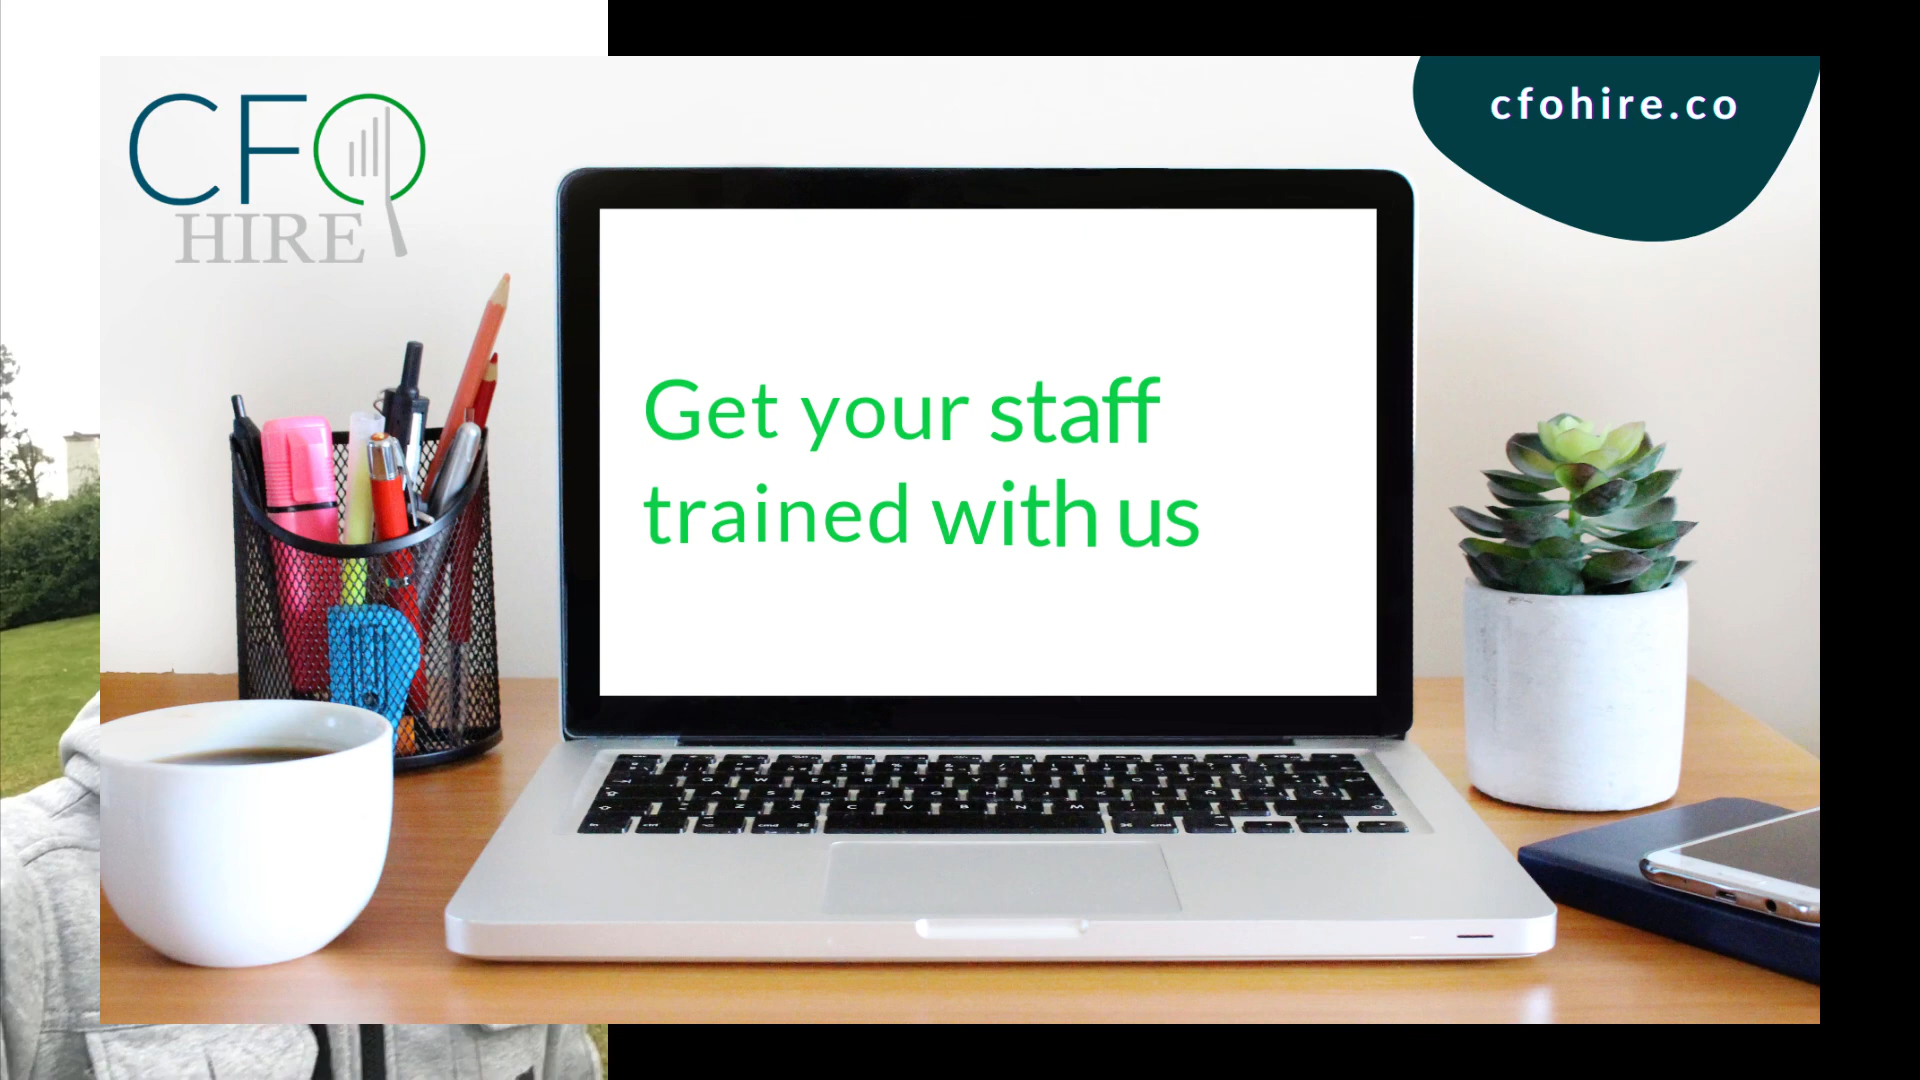 CFO
HIRE
cfohire.co
Get your staff
trained with us